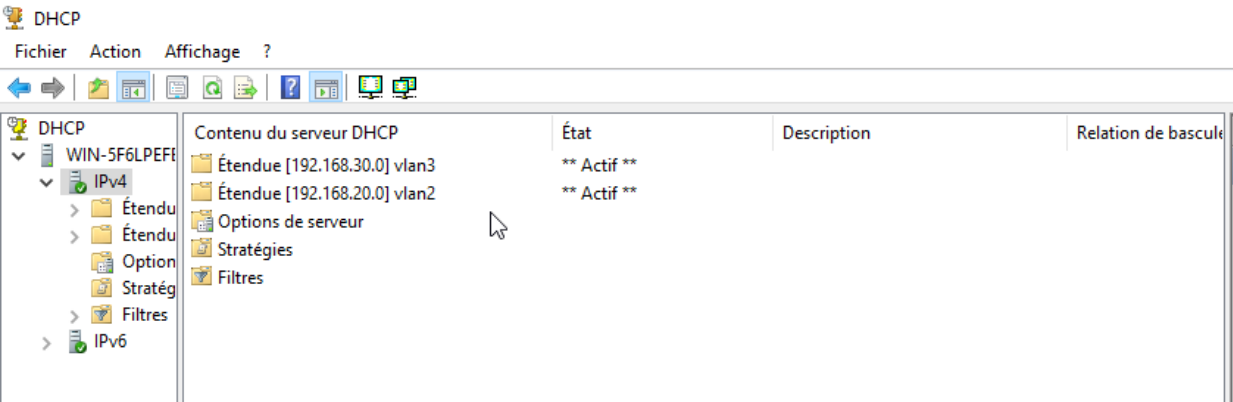 DHCP
Fichier Action Affichage ?
DHCP
WIN-5F6LPEFE
IPv4
Étendu
Étendu
Option
Stratég
Filtres
IPv6
Contenu du serveur DHCP État Description Relation de bascule
Étendue [192.168.30.0] vlan3 ** Actif **
Étendue [192.168.20.0] vlan2 ** Actif **
Options de serveur
Stratégies
Filtres